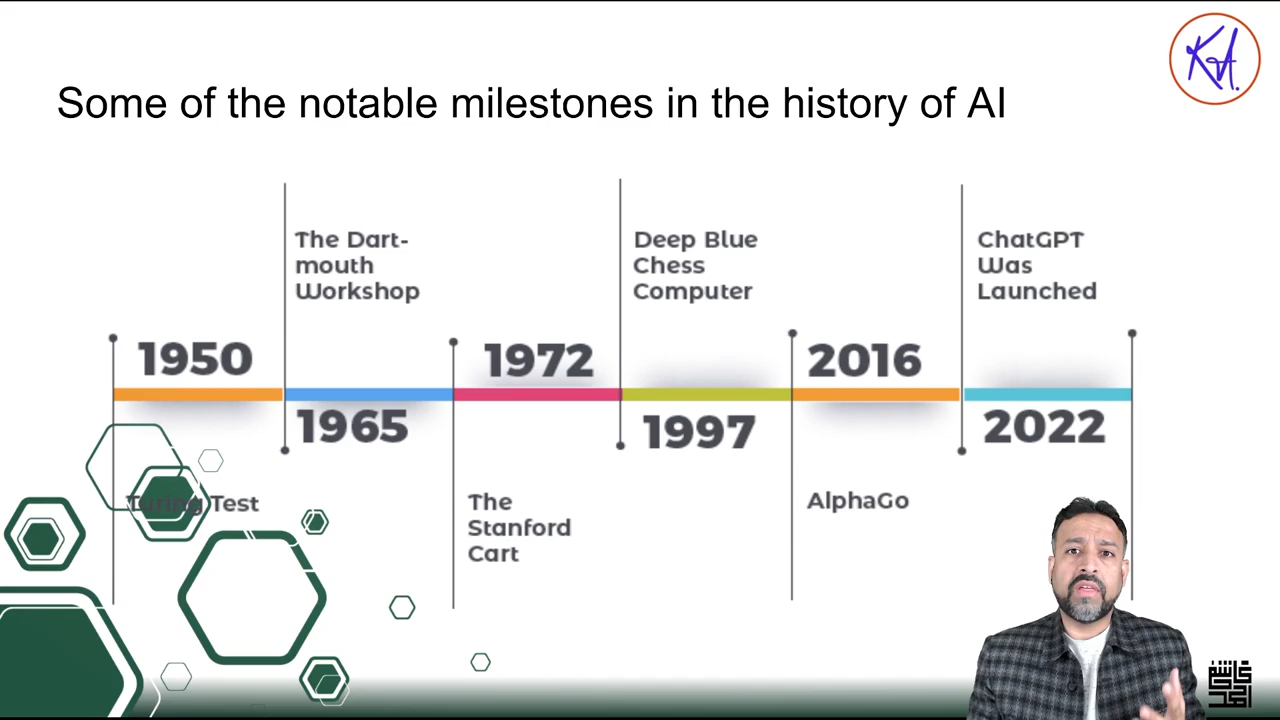 Some of the notable milestones in the history of AI
The Dart-
mouth
Workshop
Deep Blue
Chess
Computer
ChatGPT
Was
Launched
1950
1972
2016
1965
1997
2022
Turing Test
The
Stanford
Cart
AlphaGo